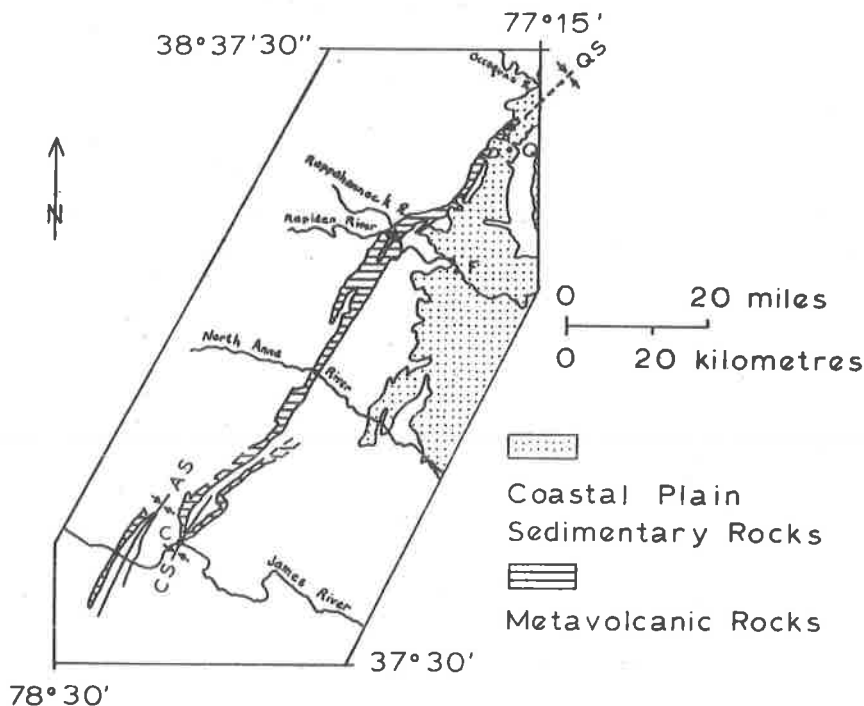 77°15'
38°37'30"
Occoquan R.
QS
N
Q
Rappahannock R.
Rapidan River
F
0 20 miles
0 20 kilometres
North Anna River
AS
C
CS
James River
Coastal Plain
Sedimentary Rocks
Metavolcanic Rocks
37°30'
78°30'